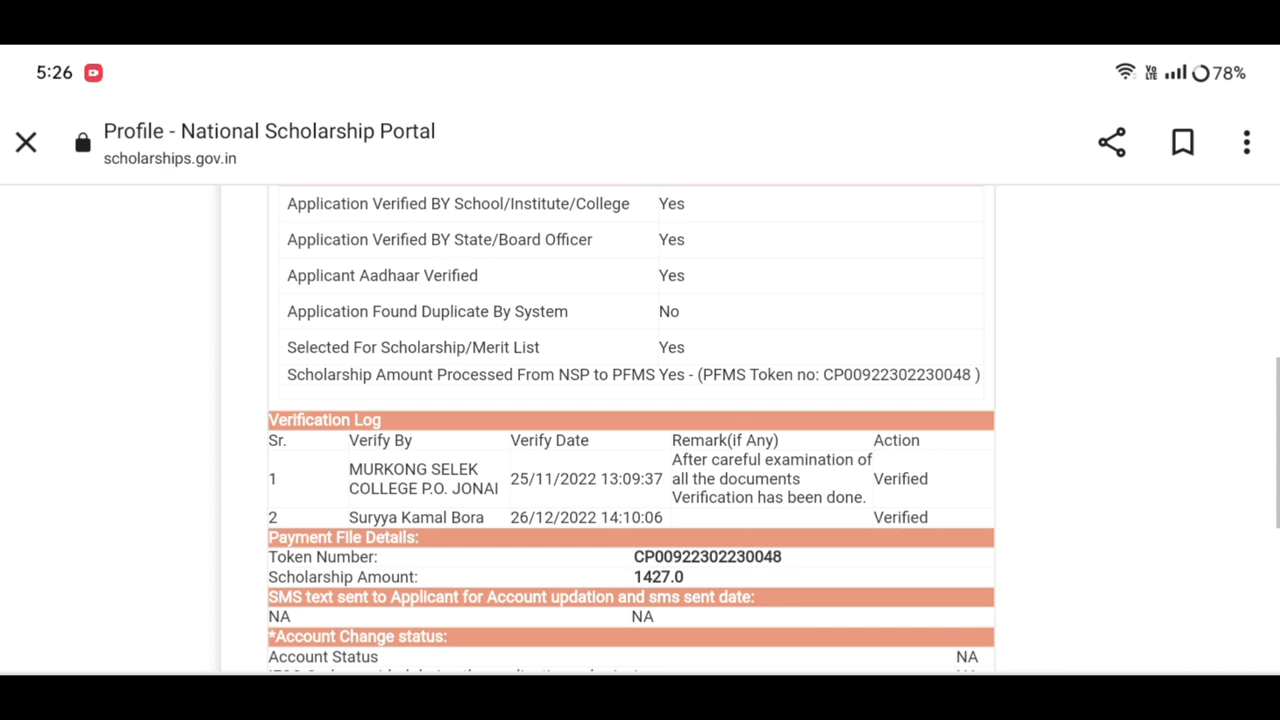 5:26
Vo LTE 78%
Profile - National Scholarship Portal
scholarships.gov.in
Application Verified BY School/Institute/College Yes
Application Verified BY State/Board Officer Yes
Applicant Aadhaar Verified Yes
Application Found Duplicate By System No
Selected For Scholarship/Merit List Yes
Scholarship Amount Processed From NSP to PFMS Yes - (PFMS Token no: CP00922302230048 )
Verification Log
Sr. Verify By Verify Date Remark(if Any) Action
1 MURKONG SELEK COLLEGE P.O. JONAI 25/11/2022 13:09:37 After careful examination of all the documents Verification has been done. Verified
2 Suryya Kamal Bora 26/12/2022 14:10:06 Verified
Payment File Details:
Token Number: CP00922302230048
Scholarship Amount: 1427.0
SMS text sent to Applicant for Account updation and sms sent date:
NA NA
*Account Change status:
Account Status NA